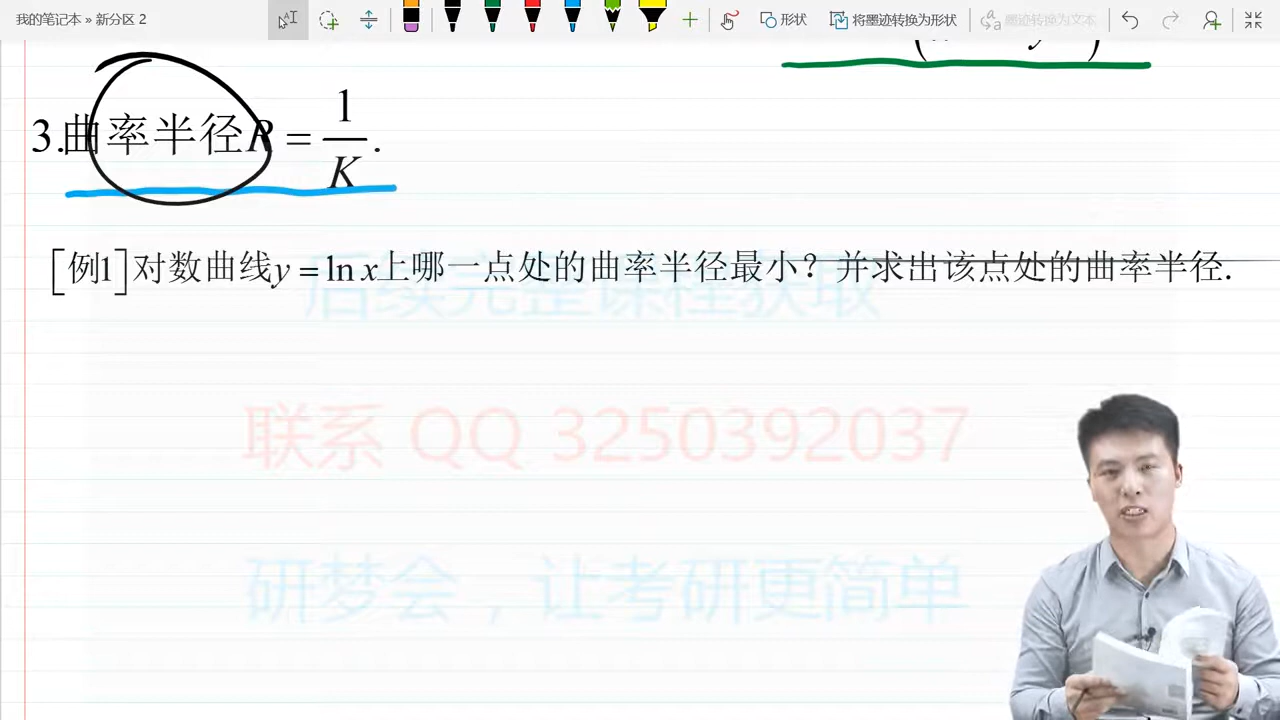 我的笔记本 » 新分区 2
形状 将墨迹转换为形状 墨迹转换为文本
3.曲率半径R = 1/K.
[例1]对数曲线y = ln x上哪一点处的曲率半径最小？并求出该点处的曲率半径.
后续完整课程获取
联系 QQ 3250392037
研梦会，让考研更简单